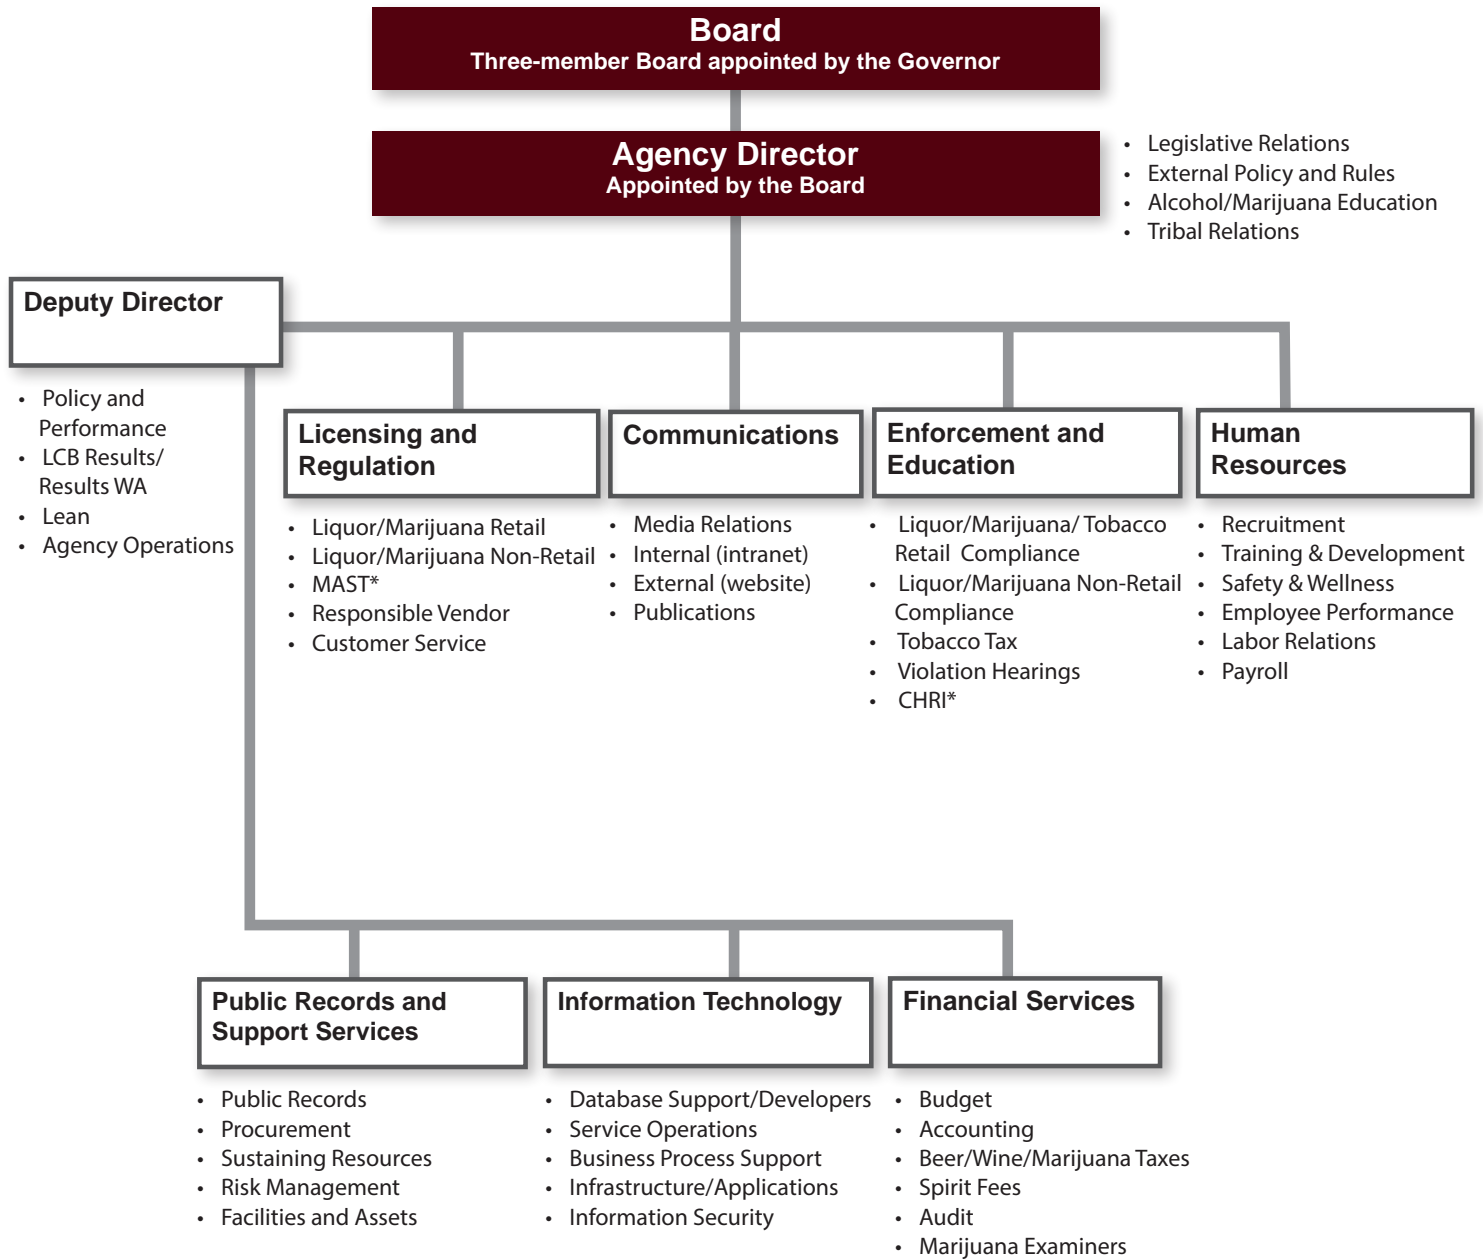 Board
Three-member Board appointed by the Governor
Agency Director
Appointed by the Board
• Legislative Relations
• External Policy and Rules
• Alcohol/Marijuana Education
• Tribal Relations
Deputy Director
• Policy and
Performance
• LCB Results/
Results WA
• Lean
• Agency Operations
Licensing and
Regulation
• Liquor/Marijuana Retail
• Liquor/Marijuana Non-Retail
• MAST*
• Responsible Vendor
• Customer Service
Communications
• Media Relations
• Internal (intranet)
• External (website)
• Publications
Enforcement and
Education
• Liquor/Marijuana/ Tobacco
Retail Compliance
• Liquor/Marijuana Non-Retail
Compliance
• Tobacco Tax
• Violation Hearings
• CHRI*
Human
Resources
• Recruitment
• Training & Development
• Safety & Wellness
• Employee Performance
• Labor Relations
• Payroll
Public Records and
Support Services
• Public Records
• Procurement
• Sustaining Resources
• Risk Management
• Facilities and Assets
Information Technology
• Database Support/Developers
• Service Operations
• Business Process Support
• Infrastructure/Applications
• Information Security
Financial Services
• Budget
• Accounting
• Beer/Wine/Marijuana Taxes
• Spirit Fees
• Audit
• Marijuana Examiners